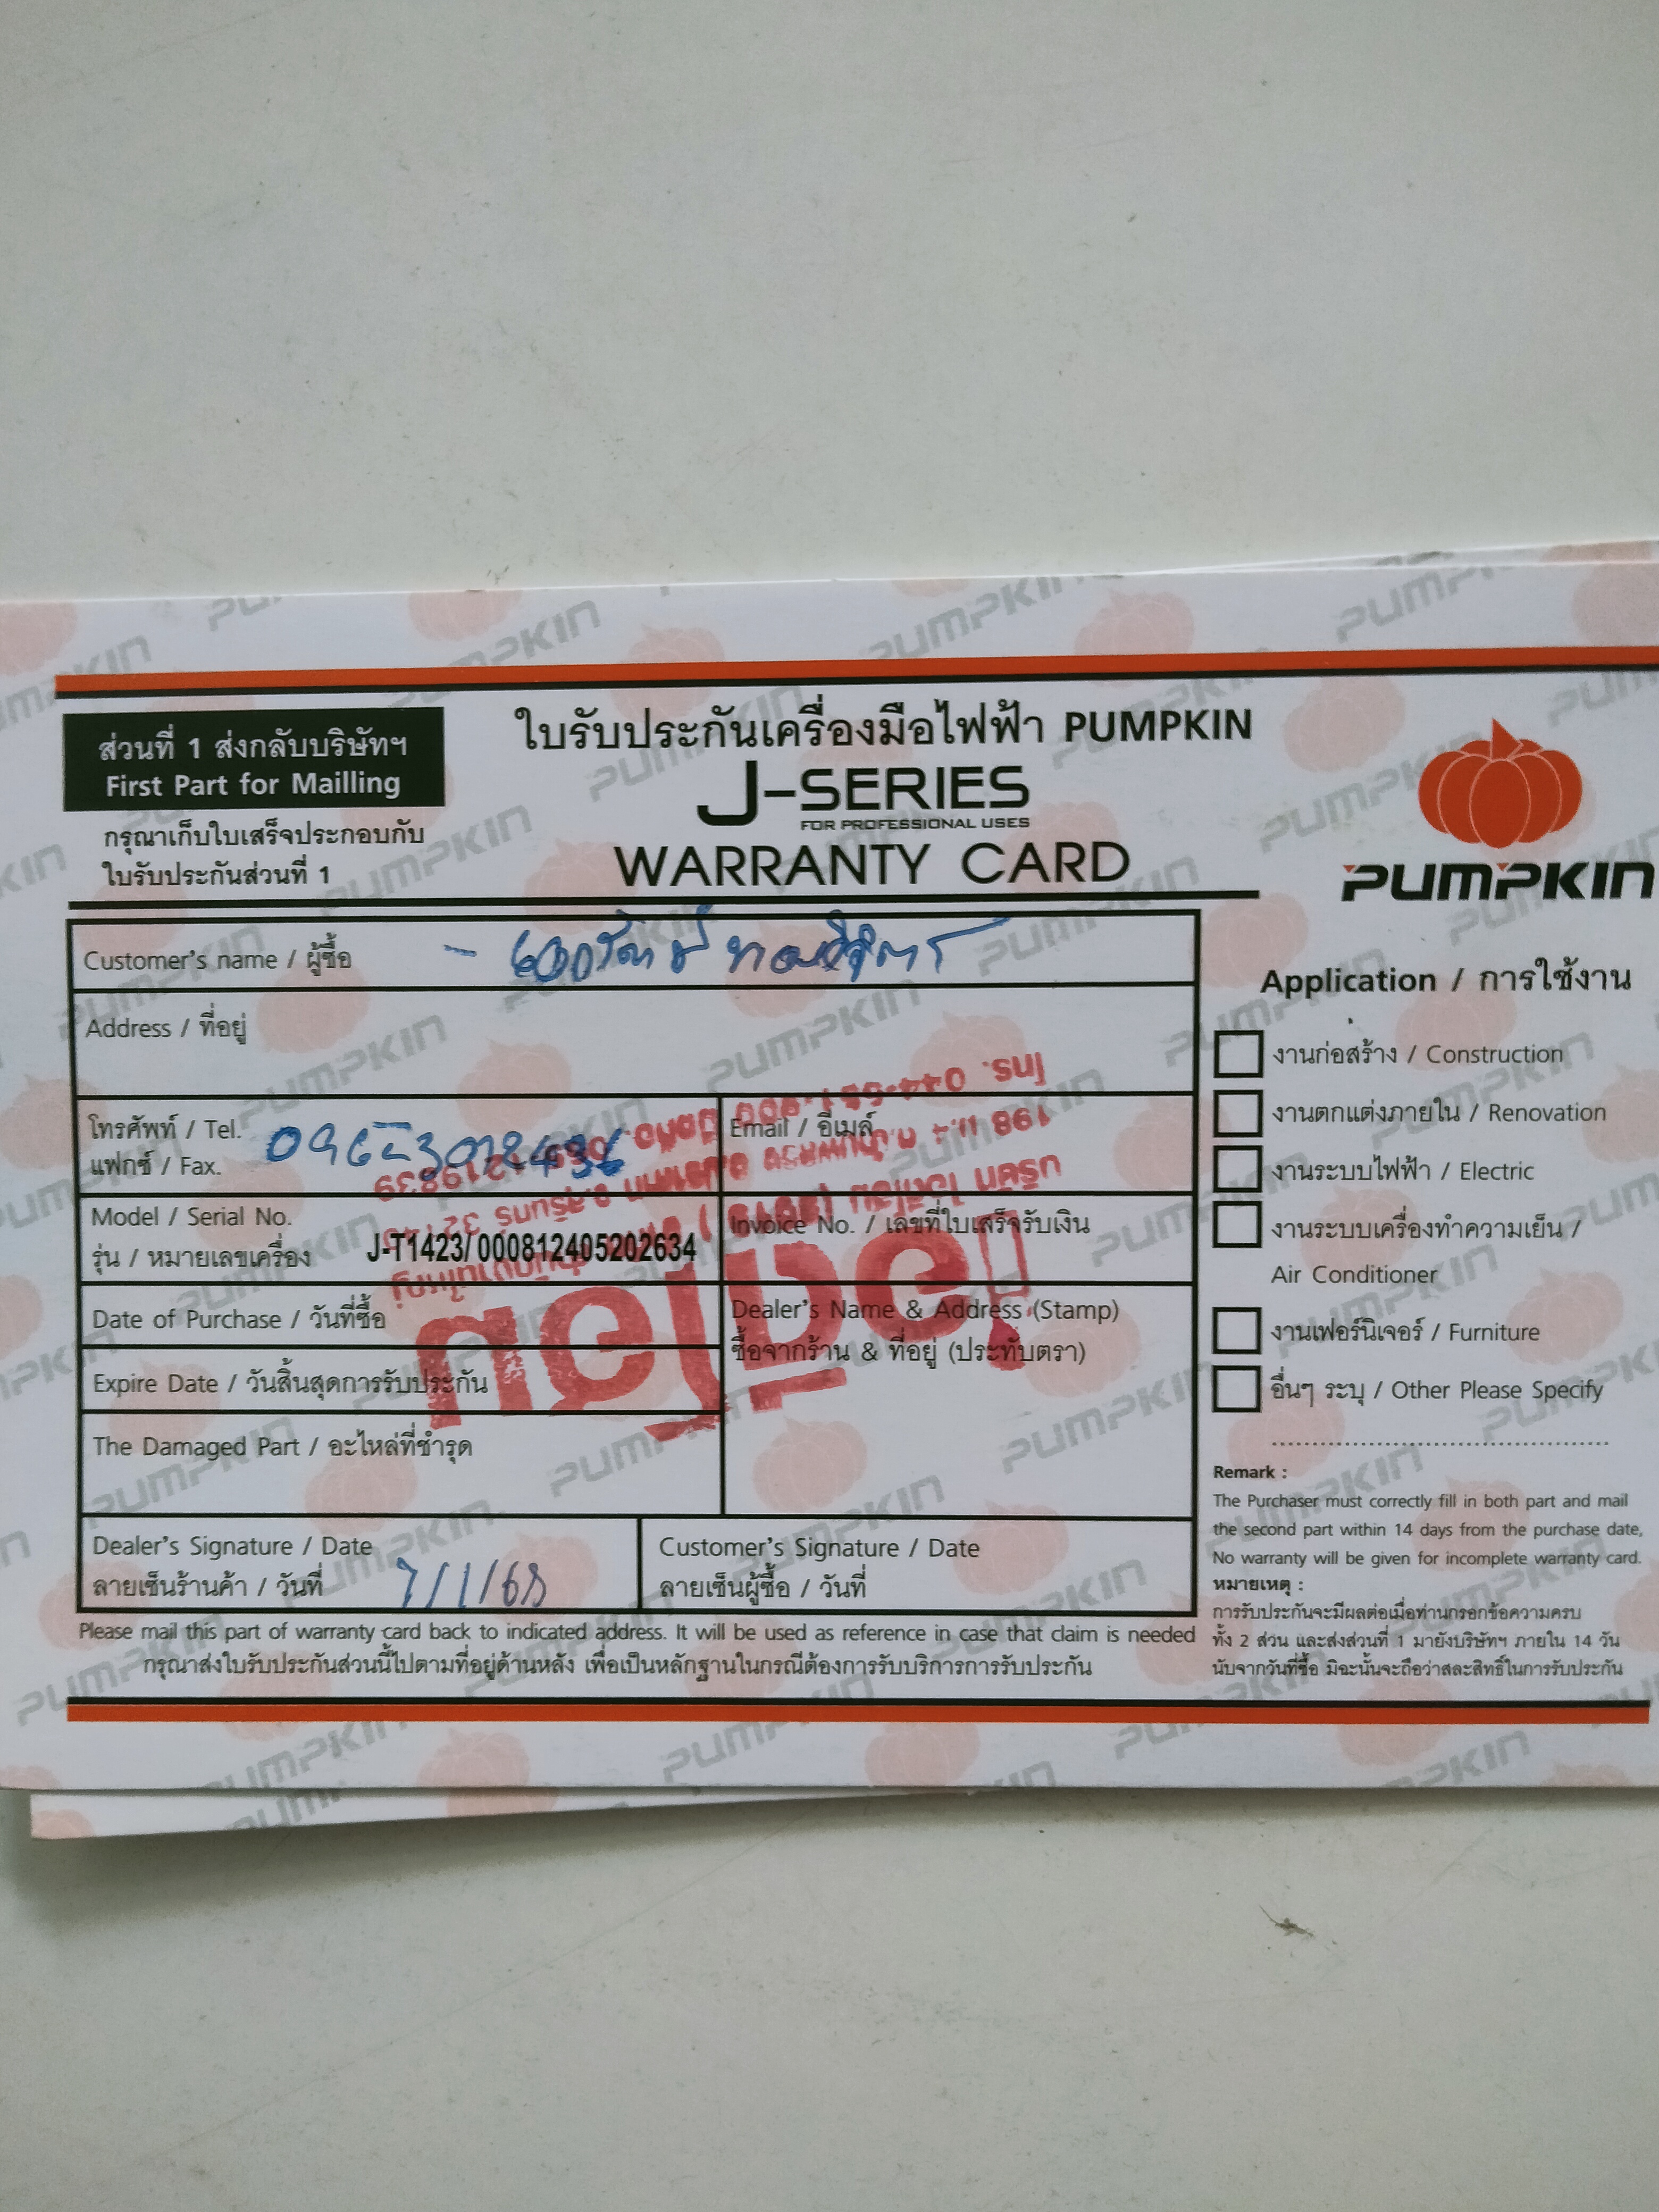 ส่วนที่ 1 ส่งกลับบริษัทฯ
First Part for Mailling
กรุณาเก็บใบเสร็จประกอบกับ
ใบรับประกันส่วนที่ 1
ใบรับประกันเครื่องมือไฟฟ้า PUMPKIN
J-SERIES
FOR PROFESSIONAL USES
WARRANTY CARD
PUMPKIN
Customer's name / ผู้ซื้อ
Address / ที่อยู่
โทรศัพท์ / Tel.
แฟกซ์ / Fax.
Email / อีเมล์
Model / Serial No.
รุ่น / หมายเลขเครื่อง J-T1423/000812405202634
Invoice No. / เลขที่ใบเสร็จรับเงิน
Date of Purchase / วันที่ซื้อ
Expire Date / วันสิ้นสุดการรับประกัน
Dealer's Name & Address (Stamp)
ซื้อจากร้าน & ที่อยู่ (ประทับตรา)
The Damaged Part / อะไหล่ที่ชำรุด
Dealer's Signature / Date
ลายเซ็นร้านค้า / วันที่ 7/1/68
Customer's Signature / Date
ลายเซ็นผู้ซื้อ / วันที่
Please mail this part of warranty card back to indicated address. It will be used as reference in case that claim is needed
กรุณาส่งใบรับประกันส่วนนี้ไปตามที่อยู่ด้านหลัง เพื่อเป็นหลักฐานในกรณีต้องการรับบริการการรับประกัน
Application / การใช้งาน
งานก่อสร้าง / Construction
งานตกแต่งภายใน / Renovation
งานระบบไฟฟ้า / Electric
งานระบบเครื่องทำความเย็น /
Air Conditioner
งานเฟอร์นิเจอร์ / Furniture
อื่นๆ ระบุ / Other Please Specify
Remark :
The Purchaser must correctly fill in both part and mail
the second part within 14 days from the purchase date,
No warranty will be given for incomplete warranty card.
หมายเหตุ :
การรับประกันจะมีผลต่อเมื่อท่านกรอกข้อความครบ
ทั้ง 2 ส่วน และส่งส่วนที่ 1 มายังบริษัทฯ ภายใน 14 วัน
นับจากวันที่ซื้อ มิฉะนั้นจะถือว่าสละสิทธิ์ในการรับประกัน